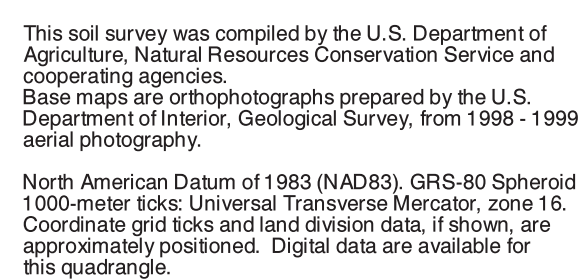 This soil survey was compiled by the U.S. Department of
Agriculture, Natural Resources Conservation Service and
cooperating agencies.
Base maps are orthophotographs prepared by the U.S.
Department of Interior, Geological Survey, from 1998 - 1999
aerial photography.

North American Datum of 1983 (NAD83). GRS-80 Spheroid
1000-meter ticks: Universal Transverse Mercator, zone 16.
Coordinate grid ticks and land division data, if shown, are
approximately positioned.  Digital data are available for
this quadrangle.